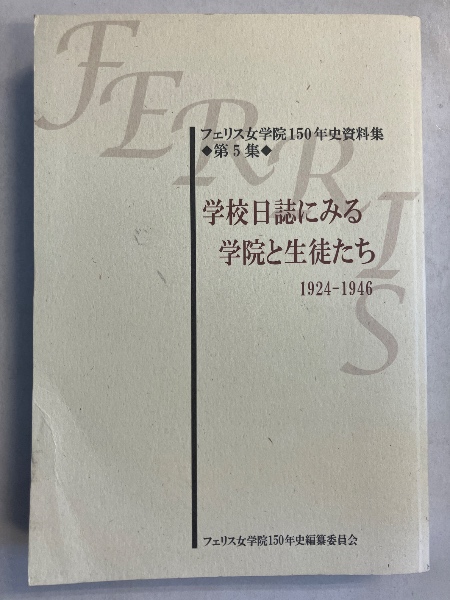 FERRIS
フェリス女学院150年史資料集
◆第5集◆
学校日誌にみる
学院と生徒たち
1924-1946
フェリス女学院150年史編纂委員会